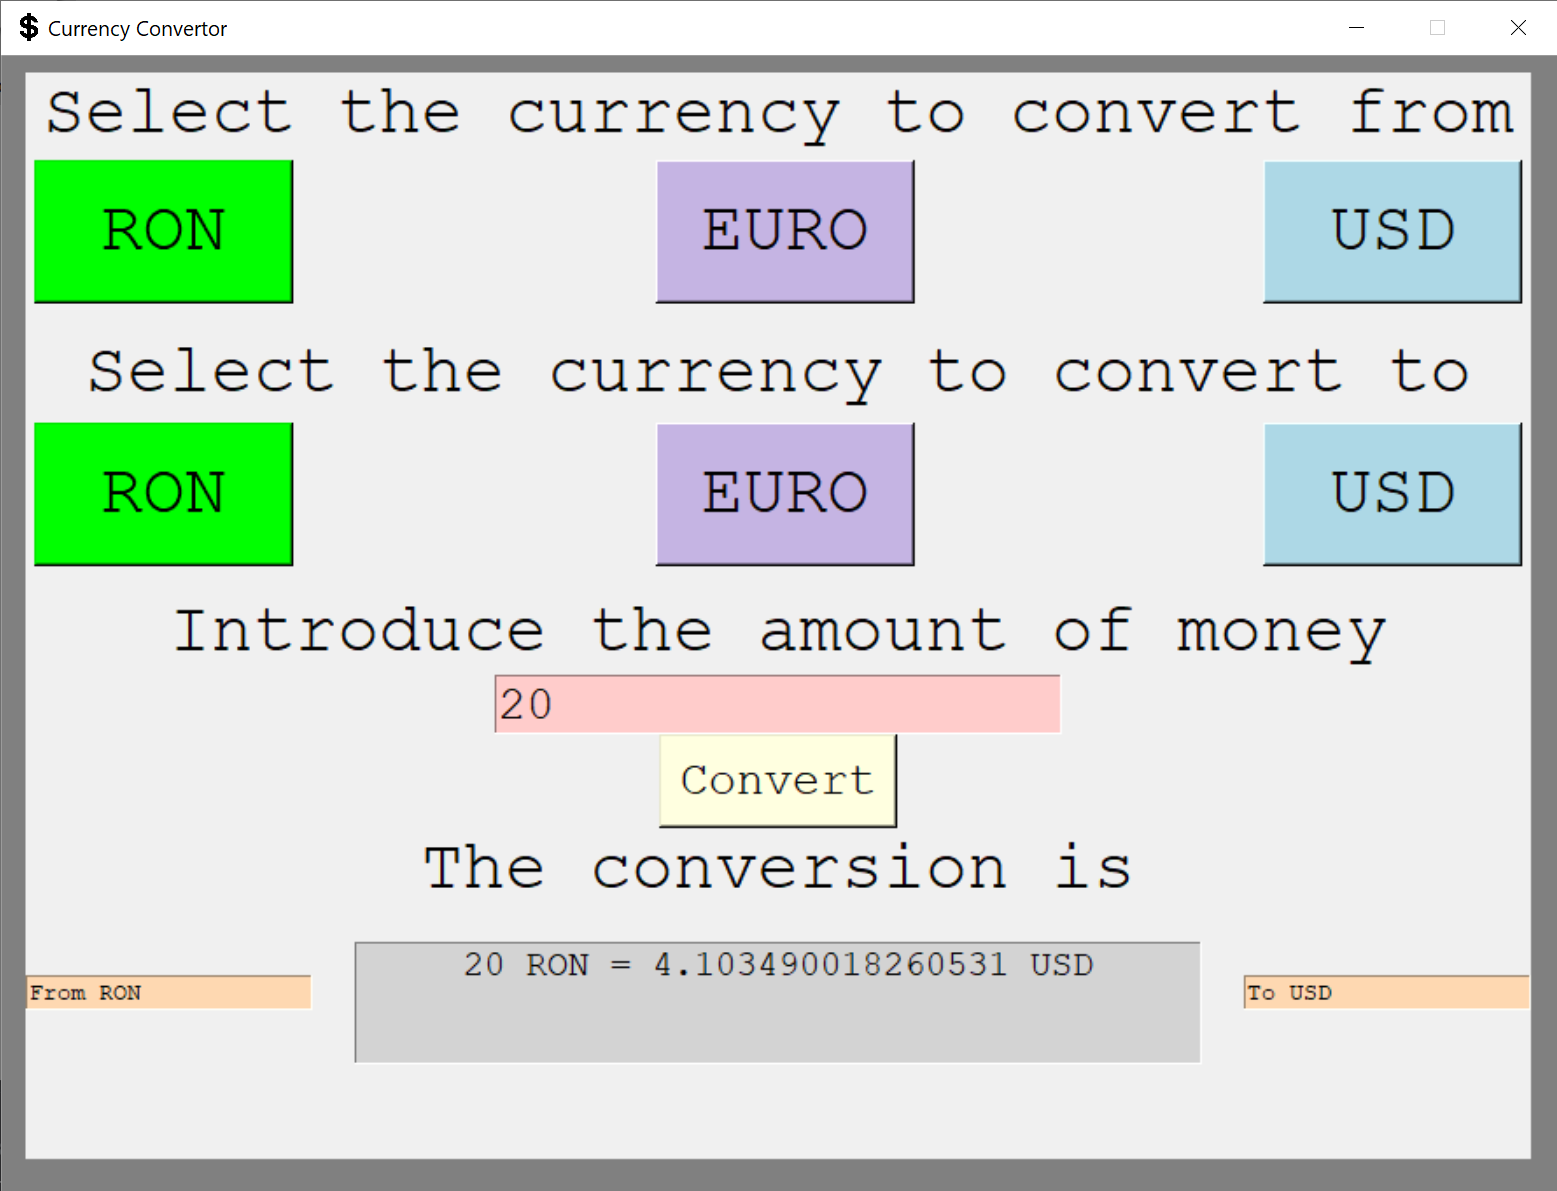 Currency Convertor
Select the currency to convert from
RON EURO USD
Select the currency to convert to
RON EURO USD
Introduce the amount of money
20
Convert
The conversion is
20 RON = 4.103490018260531 USD
From RON
To USD